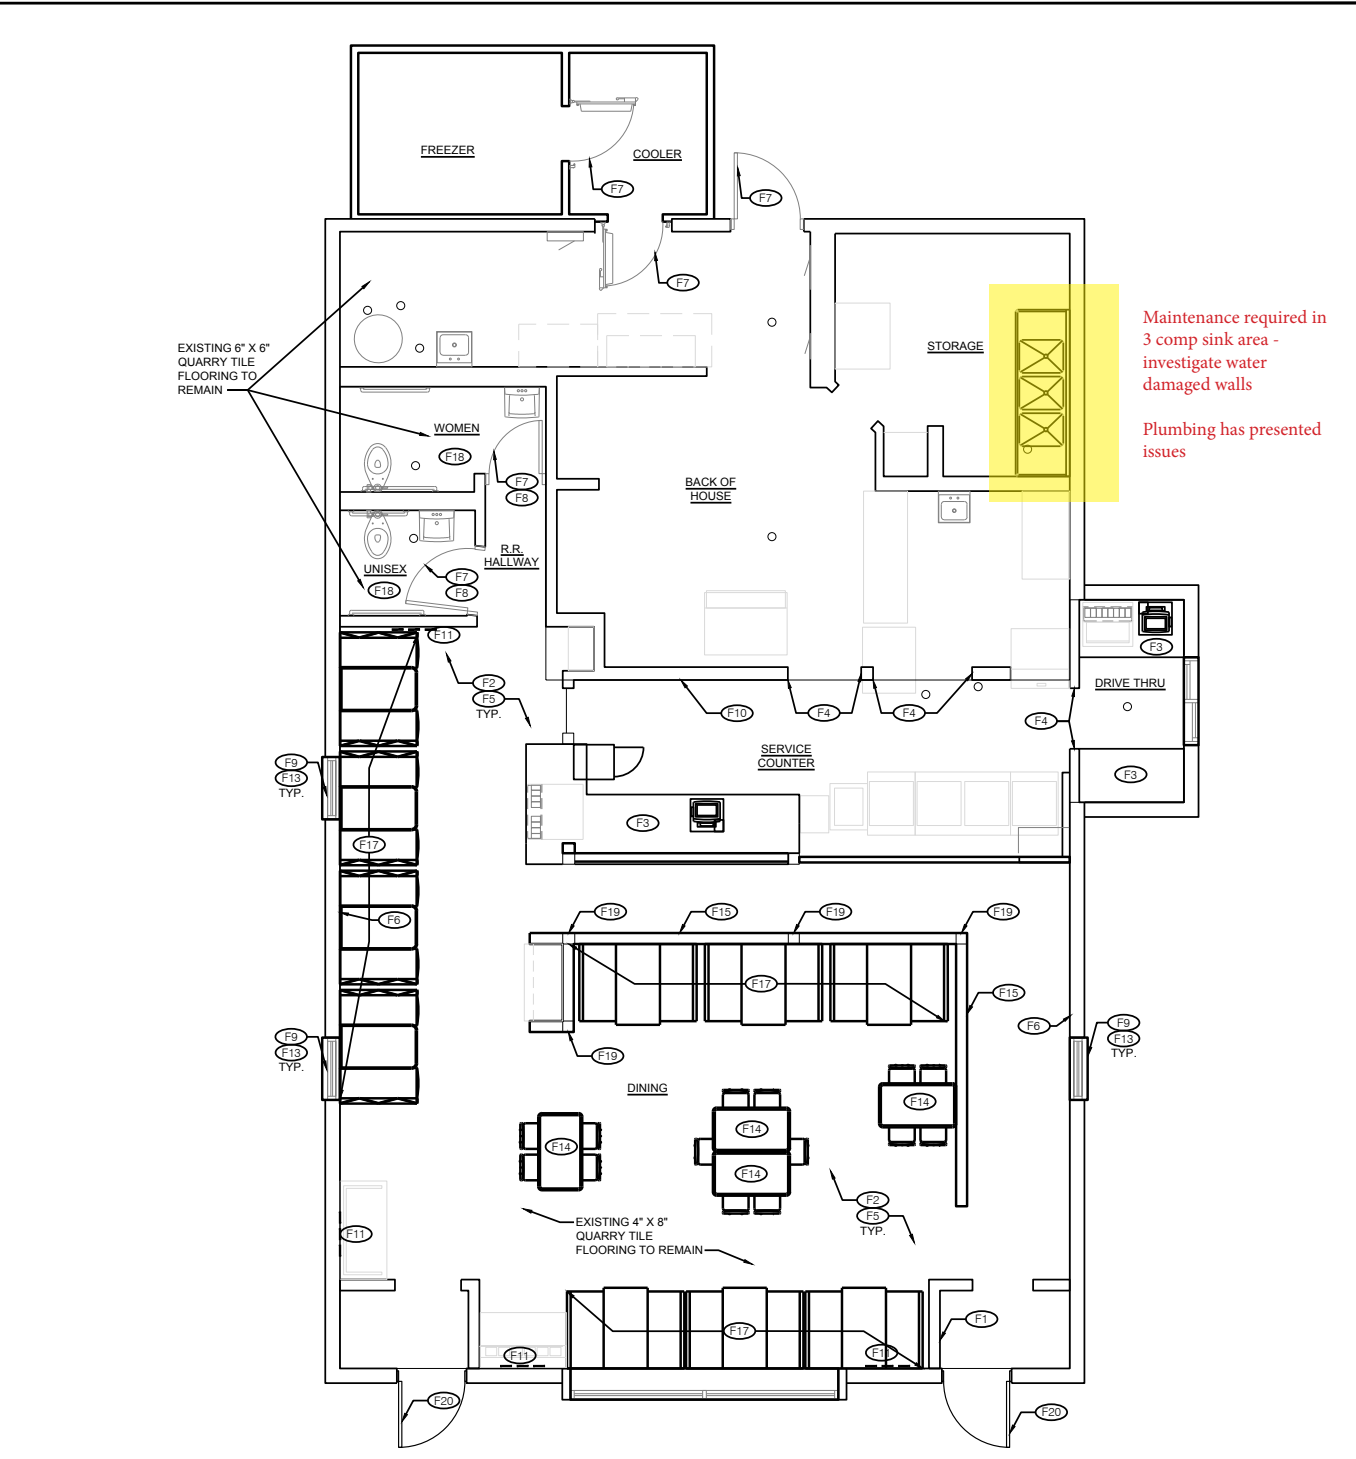 FREEZER
COOLER
F7
F7
F7
EXISTING 6" X 6"
QUARRY TILE
FLOORING TO
REMAIN
STORAGE
Maintenance required in
3 comp sink area -
investigate water
damaged walls
Plumbing has presented
issues
WOMEN
F18
F7
F8
BACK OF
HOUSE
R.R.
HALLWAY
UNISEX
F18
F7
F8
F11
F2
F5
TYP.
F10
F4
F4
F4
F3
DRIVE THRU
F3
SERVICE
COUNTER
F3
F9
F13
TYP.
F17
F6
F19
F15
F19
F19
F17
F15
F6
F9
F13
TYP.
F9
F13
TYP.
F19
DINING
F14
F14
F14
F14
F2
F5
TYP.
EXISTING 4" X 8"
QUARRY TILE
FLOORING TO REMAIN
F11
F17
F1
F11
F11
F20
F20